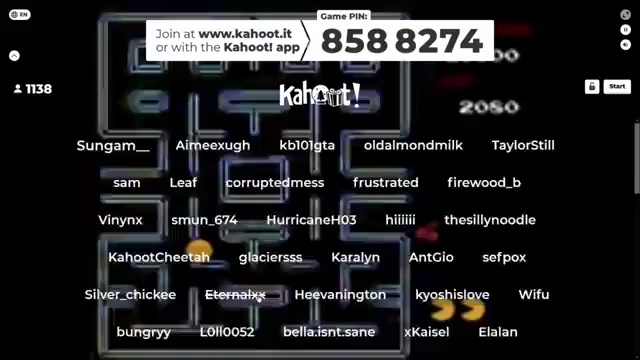 EN
Join at www.kahoot.it
or with the Kahoot! app
Game PIN:
858 8274
1138
Kahoot!
Start
2080
Sungam__ Aimeexugh kb101gta oldalmondmilk TaylorStill
sam Leaf corruptedmess frustrated firewood_b
Vinynx smun_674 HurricaneH03 hiiiiii thesillynoodle
KahootCheetah glaciersss Karalyn AntGio sefpox
Silver_chickee Eternalxx Heevanington kyoshislove Wifu
bungryy L0ll0052 bella.isnt.sane xKaisel Elalan